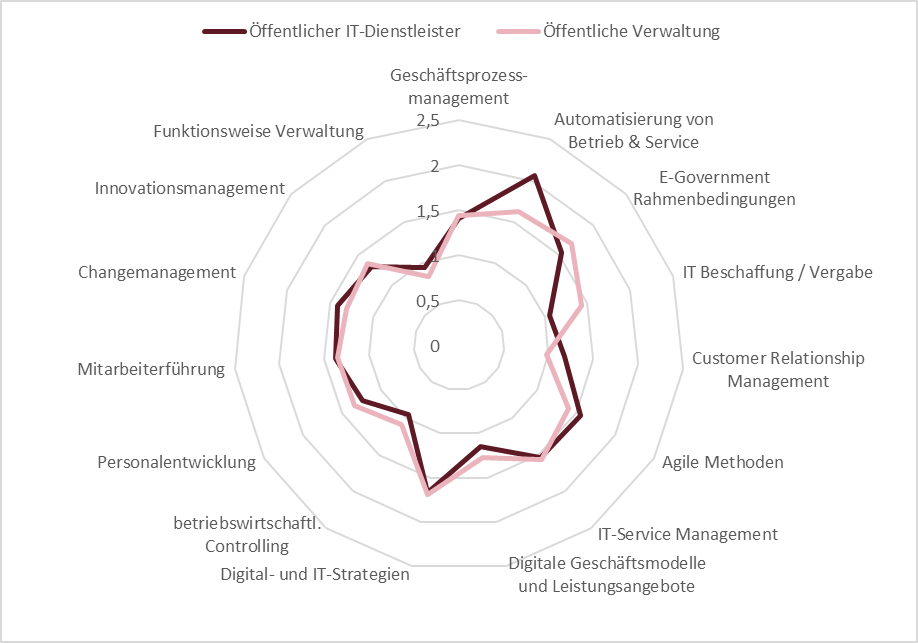 Öffentlicher IT-Dienstleister
Öffentliche Verwaltung
Geschäftsprozess-
management
Automatisierung von
Betrieb & Service
E-Government
Rahmenbedingungen
IT Beschaffung / Vergabe
Customer Relationship
Management
Agile Methoden
IT-Service Management
Digitale Geschäftsmodelle
und Leistungsangebote
Digital- und IT-Strategien
betriebswirtschaftl.
Controlling
Personalentwicklung
Mitarbeiterführung
Changemanagement
Innovationsmanagement
Funktionsweise Verwaltung
2,5
2
1,5
1
0,5
0